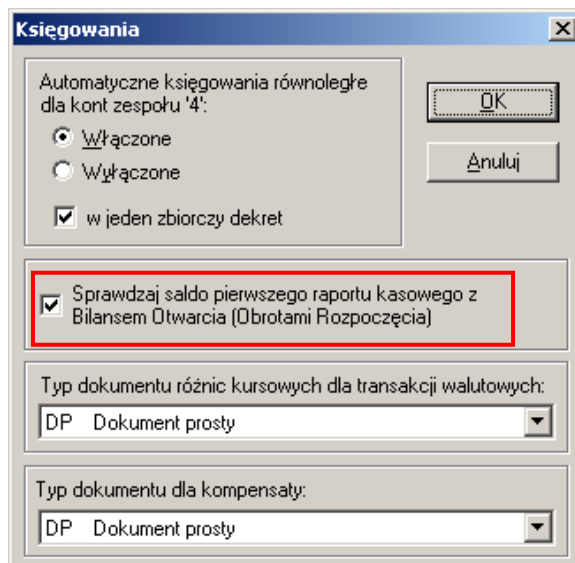 Księgowania
Automatyczne księgowania równoległe
dla kont zespołu '4':
OK
Włączone
Wyłączone
Anuluj
w jeden zbiorczy dekret
Sprawdzaj saldo pierwszego raportu kasowego z
Bilansem Otwarcia (Obrotami Rozpoczęcia)
Typ dokumentu różnic kursowych dla transakcji walutowych:
DP Dokument prosty
Typ dokumentu dla kompensaty:
DP Dokument prosty